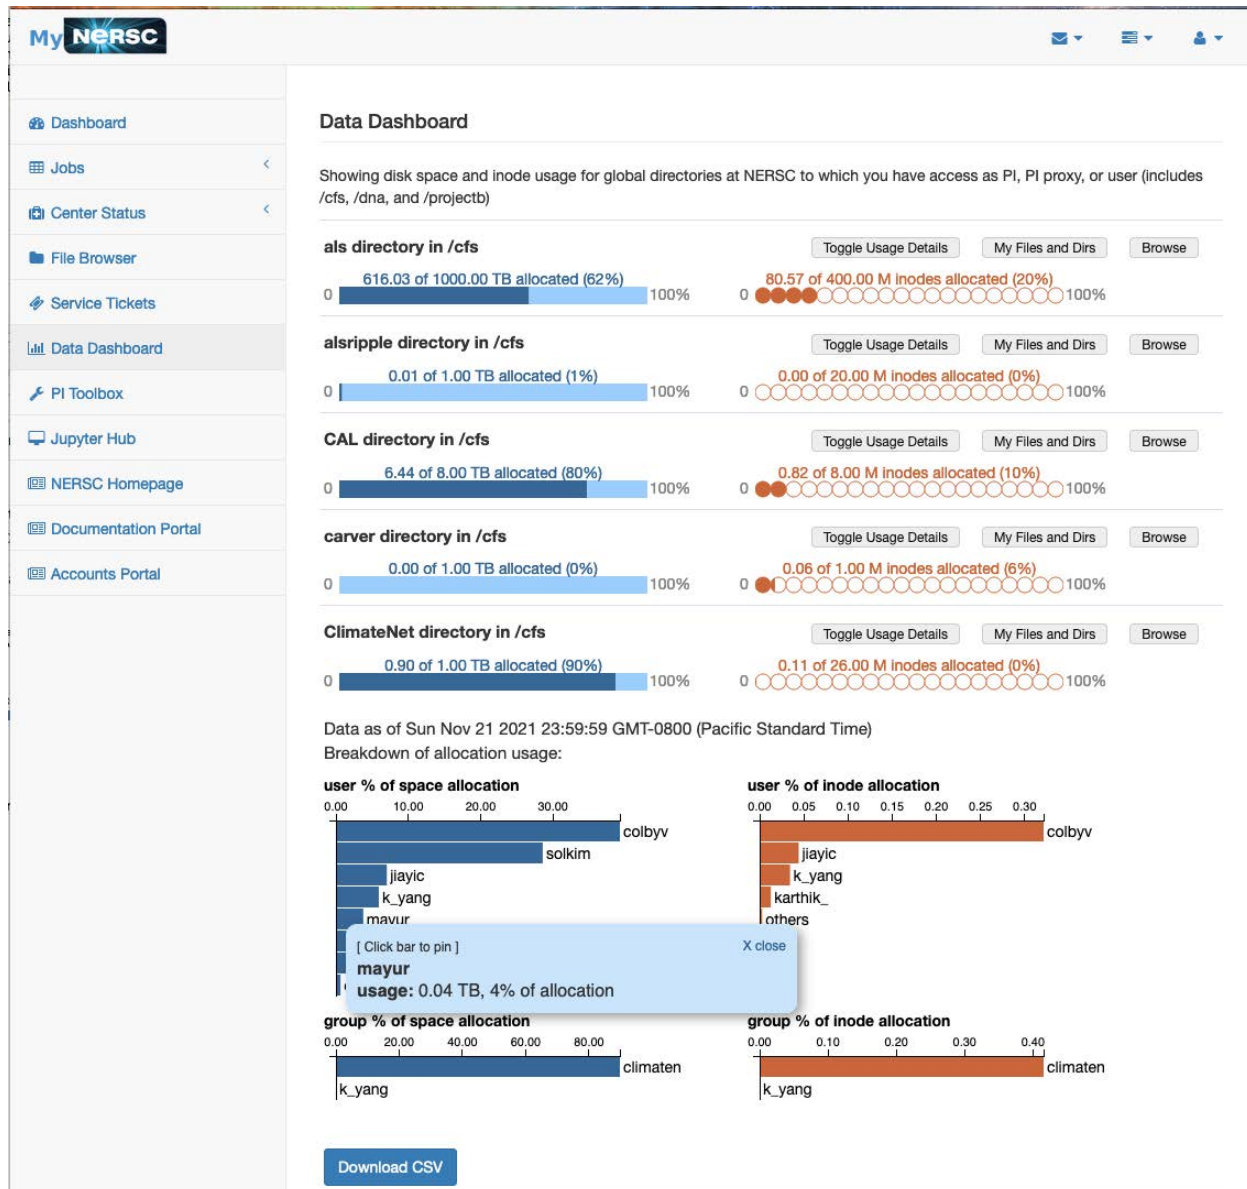 My NERSC
Dashboard
Jobs
Center Status
File Browser
Service Tickets
Data Dashboard
PI Toolbox
Jupyter Hub
NERSC Homepage
Documentation Portal
Accounts Portal
Data Dashboard
Showing disk space and inode usage for global directories at NERSC to which you have access as PI, PI proxy, or user (includes
/cfs, /dna, and /projectb)
als directory in /cfs Toggle Usage Details My Files and Dirs Browse
616.03 of 1000.00 TB allocated (62%) 80.57 of 400.00 M inodes allocated (20%)
0 100% 0 100%
alsripple directory in /cfs Toggle Usage Details My Files and Dirs Browse
0.01 of 1.00 TB allocated (1%) 0.00 of 20.00 M inodes allocated (0%)
0 100% 0 100%
CAL directory in /cfs Toggle Usage Details My Files and Dirs Browse
6.44 of 8.00 TB allocated (80%) 0.82 of 8.00 M inodes allocated (10%)
0 100% 0 100%
carver directory in /cfs Toggle Usage Details My Files and Dirs Browse
0.00 of 1.00 TB allocated (0%) 0.06 of 1.00 M inodes allocated (6%)
0 100% 0 100%
ClimateNet directory in /cfs Toggle Usage Details My Files and Dirs Browse
0.90 of 1.00 TB allocated (90%) 0.11 of 26.00 M inodes allocated (0%)
0 100% 0 100%
Data as of Sun Nov 21 2021 23:59:59 GMT-0800 (Pacific Standard Time)
Breakdown of allocation usage:
user % of space allocation
0.00 10.00 20.00 30.00
colbyv
solkim
jiayic
k_yang
mayur
user % of inode allocation
0.00 0.05 0.10 0.15 0.20 0.25 0.30
colbyv
jiayic
k_yang
karthik_
others
[ Click bar to pin ] X close
mayur
usage: 0.04 TB, 4% of allocation
group % of space allocation
0.00 20.00 40.00 60.00 80.00
climaten
k_yang
group % of inode allocation
0.00 0.10 0.20 0.30 0.40
climaten
k_yang
Download CSV